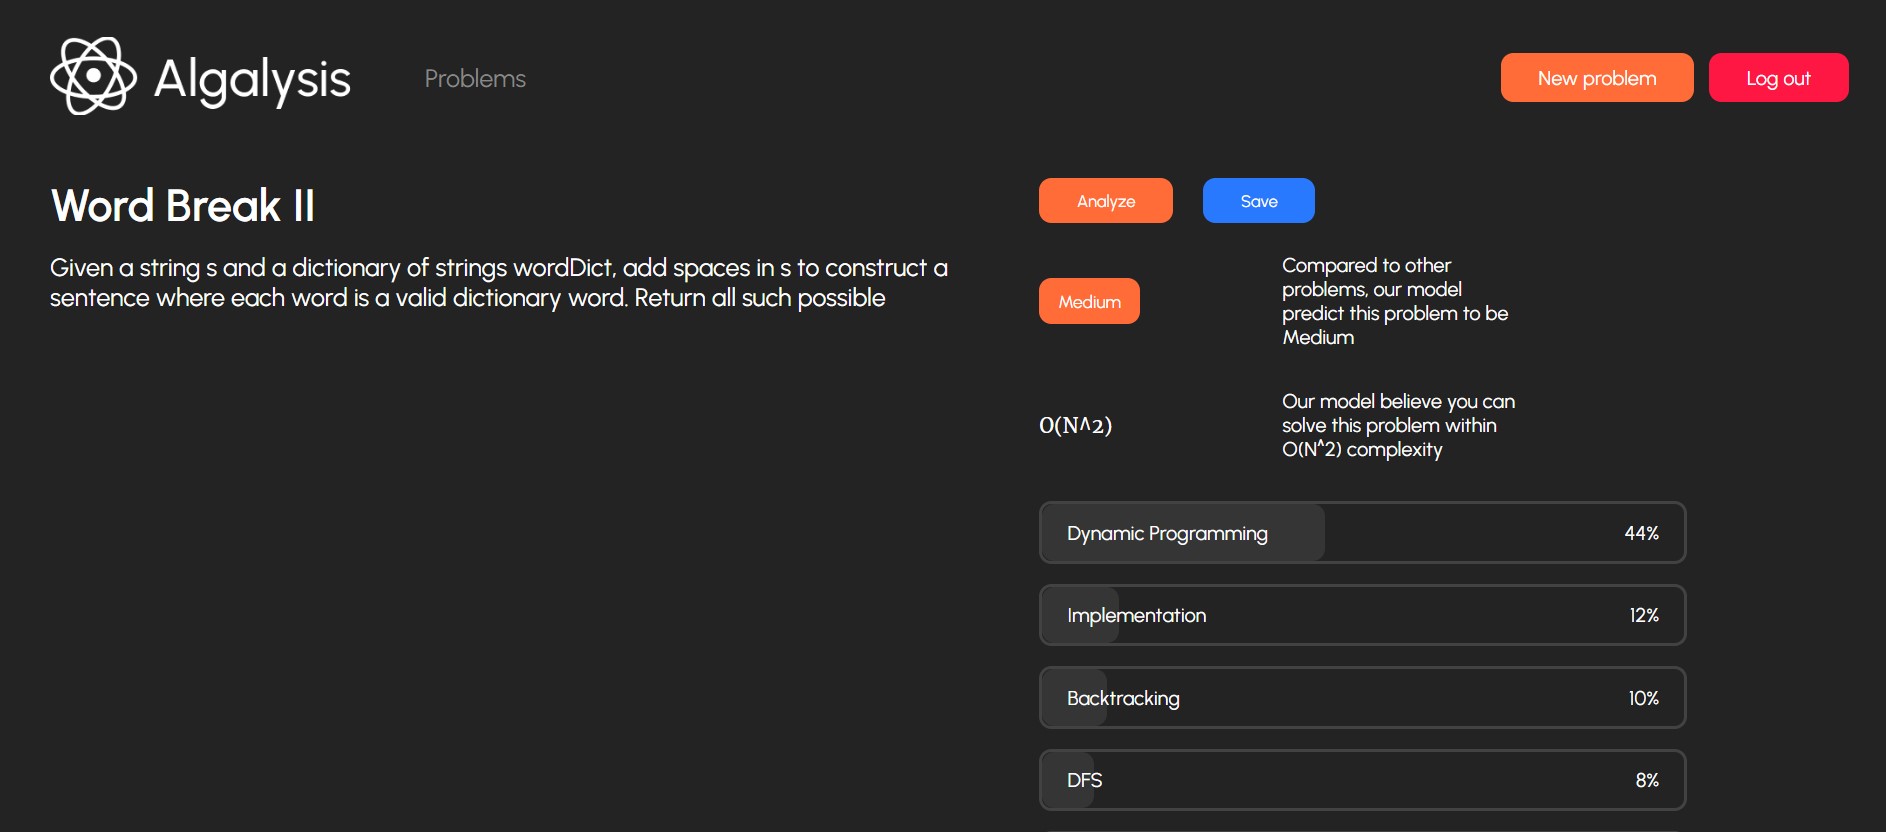 Algalysis
Problems
New problem
Log out
Word Break II
Given a string s and a dictionary of strings wordDict, add spaces in s to construct a
sentence where each word is a valid dictionary word. Return all such possible
Analyze
Save
Medium
Compared to other
problems, our model
predict this problem to be
Medium
O(N^2)
Our model believe you can
solve this problem within
O(N^2) complexity
Dynamic Programming
44%
Implementation
12%
Backtracking
10%
DFS
8%